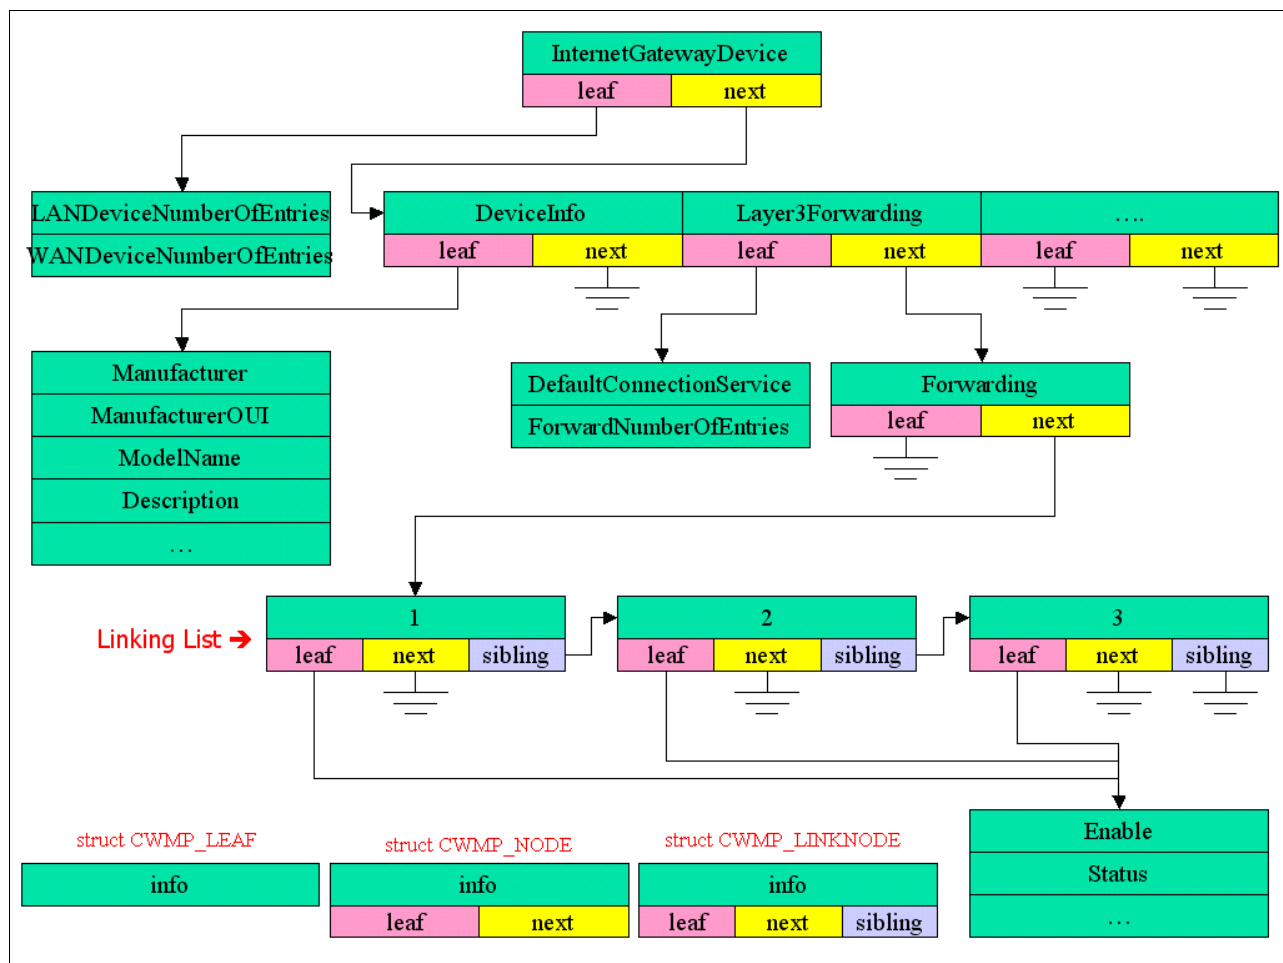 InternetGatewayDevice
leaf next
LANDeviceNumberOfEntries
WANDeviceNumberOfEntries
DeviceInfo Layer3Forwarding ....
leaf next leaf next leaf next
Manufacturer
ManufacturerOUI
ModelName
Description
...
DefaultConnectionService
ForwardNumberOfEntries
Forwarding
leaf next
Linking List ➔
1 2 3
leaf next sibling leaf next sibling leaf next sibling
Enable
Status
...
struct CWMP_LEAF
info
struct CWMP_NODE
info
leaf next
struct CWMP_LINKNODE
info
leaf next sibling